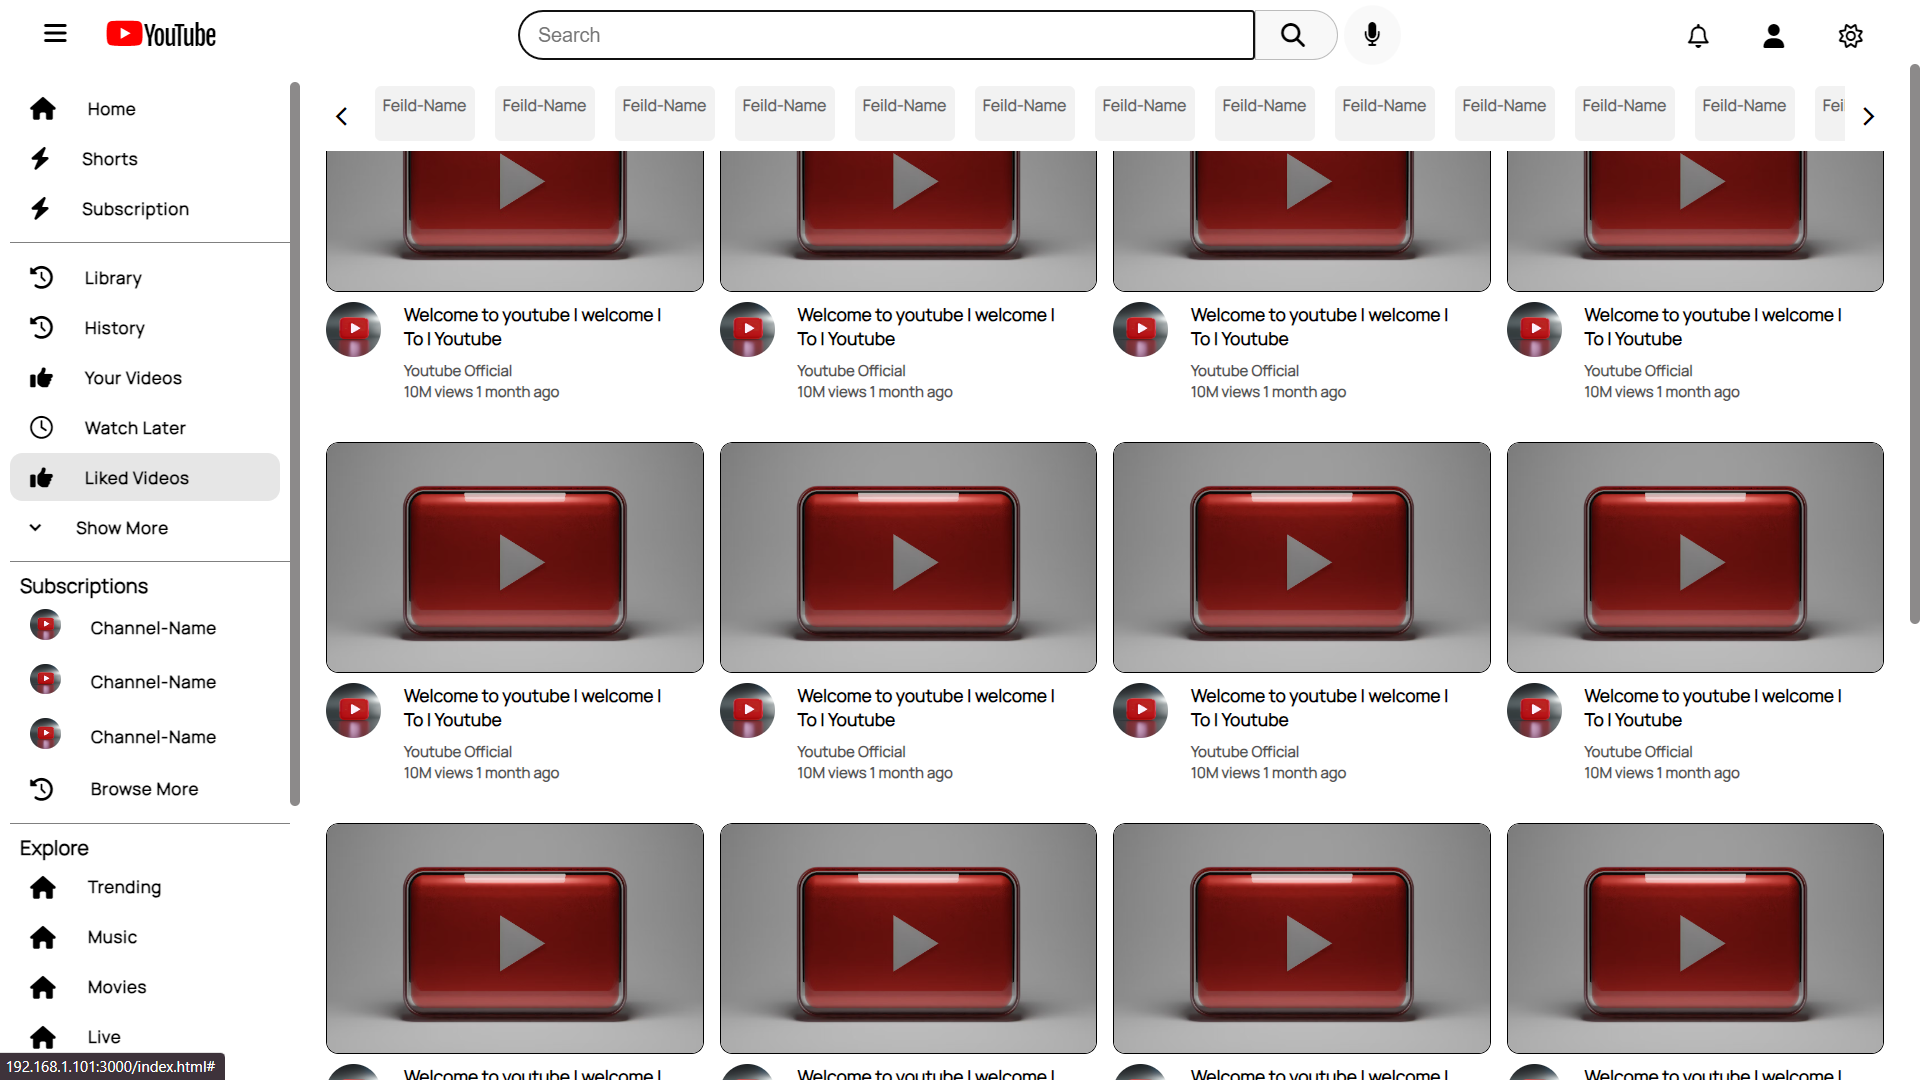 YouTube
Search
Home
Shorts
Subscription
Library
History
Your Videos
Watch Later
Liked Videos
Show More
Subscriptions
Channel-Name
Channel-Name
Channel-Name
Browse More
Explore
Trending
Music
Movies
Live
192.168.1.101:3000/index.html#
Feild-Name Feild-Name Feild-Name Feild-Name Feild-Name Feild-Name Feild-Name Feild-Name Feild-Name Feild-Name Feild-Name Feild-Name Fei
Welcome to youtube | welcome |
To | Youtube
Youtube Official
10M views 1 month ago
Welcome to youtube | welcome |
To | Youtube
Youtube Official
10M views 1 month ago
Welcome to youtube | welcome |
To | Youtube
Youtube Official
10M views 1 month ago
Welcome to youtube | welcome |
To | Youtube
Youtube Official
10M views 1 month ago
Welcome to youtube | welcome |
To | Youtube
Youtube Official
10M views 1 month ago
Welcome to youtube | welcome |
To | Youtube
Youtube Official
10M views 1 month ago
Welcome to youtube | welcome |
To | Youtube
Youtube Official
10M views 1 month ago
Welcome to youtube | welcome |
To | Youtube
Youtube Official
10M views 1 month ago
Welcome to youtube | welcome |
Welcome to youtube | welcome |
Welcome to youtube | welcome |
Welcome to youtube | welcome |